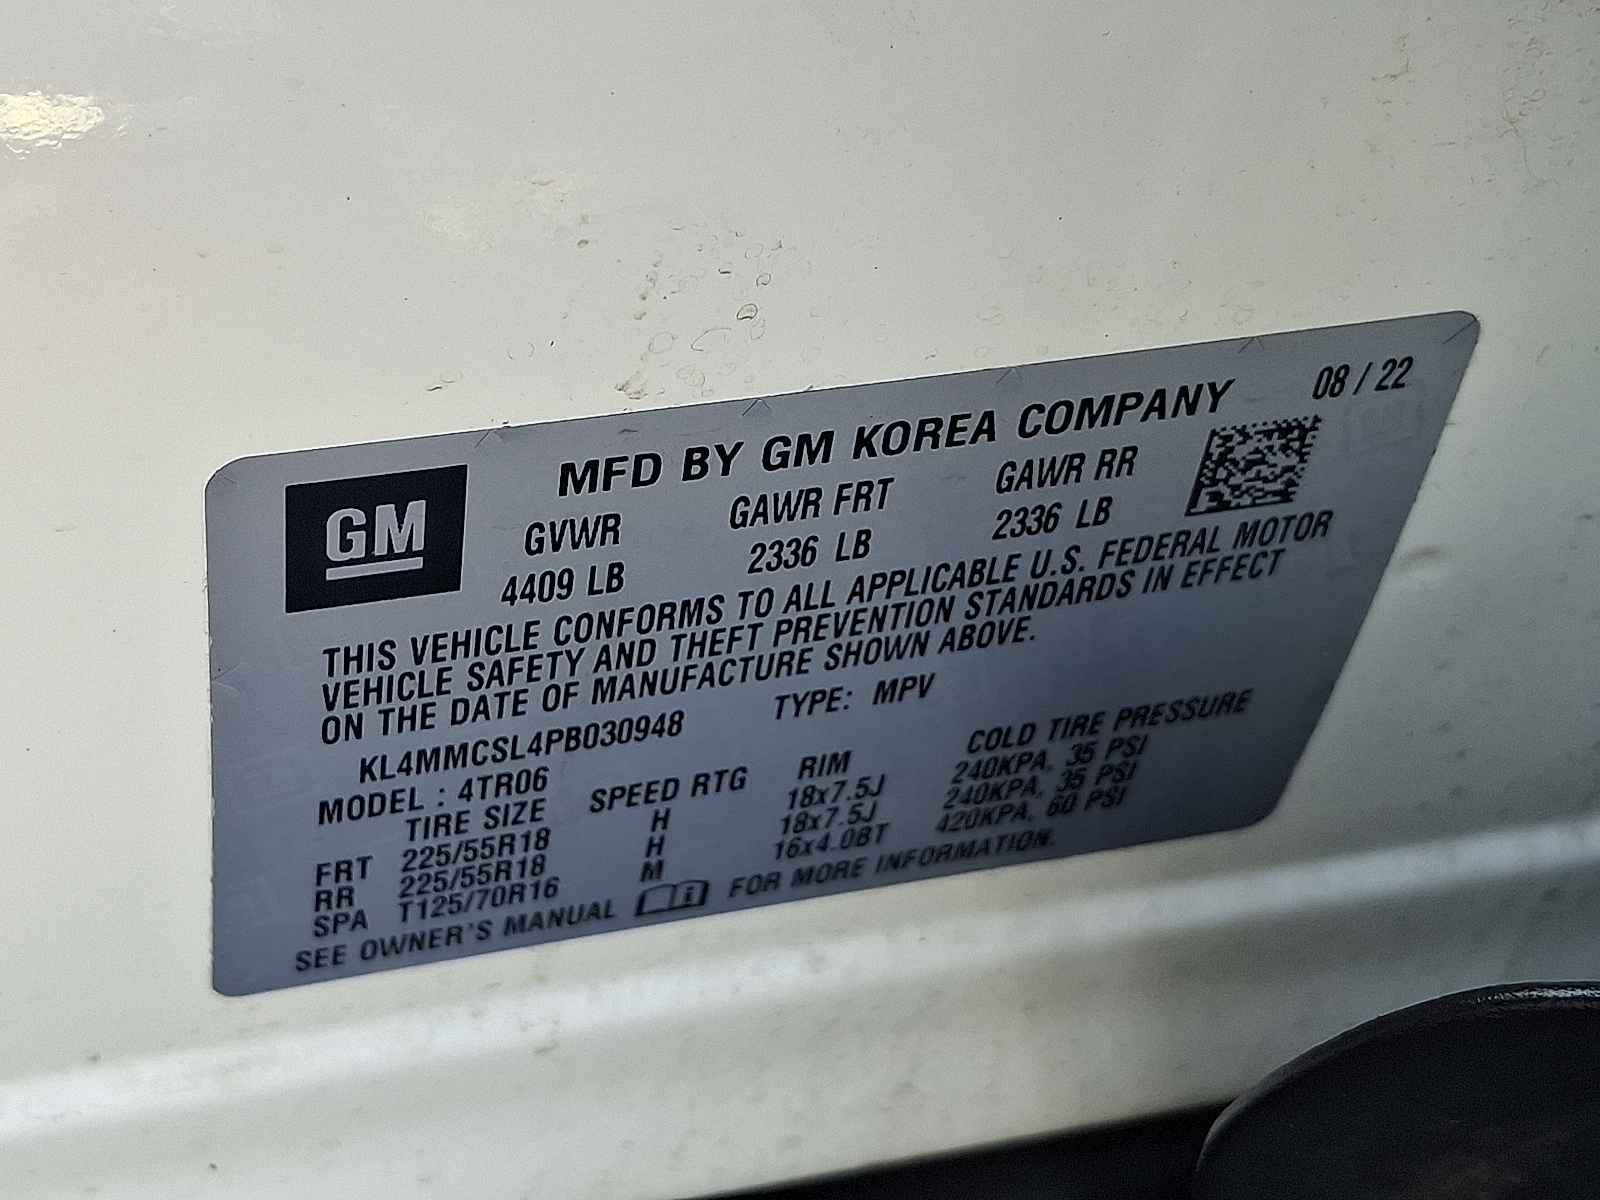 MFD BY GM KOREA COMPANY 08 / 22
GM
GVWR GAWR FRT GAWR RR
4409 LB 2336 LB 2336 LB
THIS VEHICLE CONFORMS TO ALL APPLICABLE U.S. FEDERAL MOTOR
VEHICLE SAFETY AND THEFT PREVENTION STANDARDS IN EFFECT
ON THE DATE OF MANUFACTURE SHOWN ABOVE.
KL4MMCSL4PB030948 TYPE: MPV
MODEL : 4TR06
TIRE SIZE SPEED RTG RIM COLD TIRE PRESSURE
FRT 225/55R18 H 18x7.5J 240KPA, 35 PSI
RR 225/55R18 H 18x7.5J 240KPA, 35 PSI
SPA T125/70R16 M 16x4.0BT 420KPA, 60 PSI
SEE OWNER'S MANUAL i FOR MORE INFORMATION.